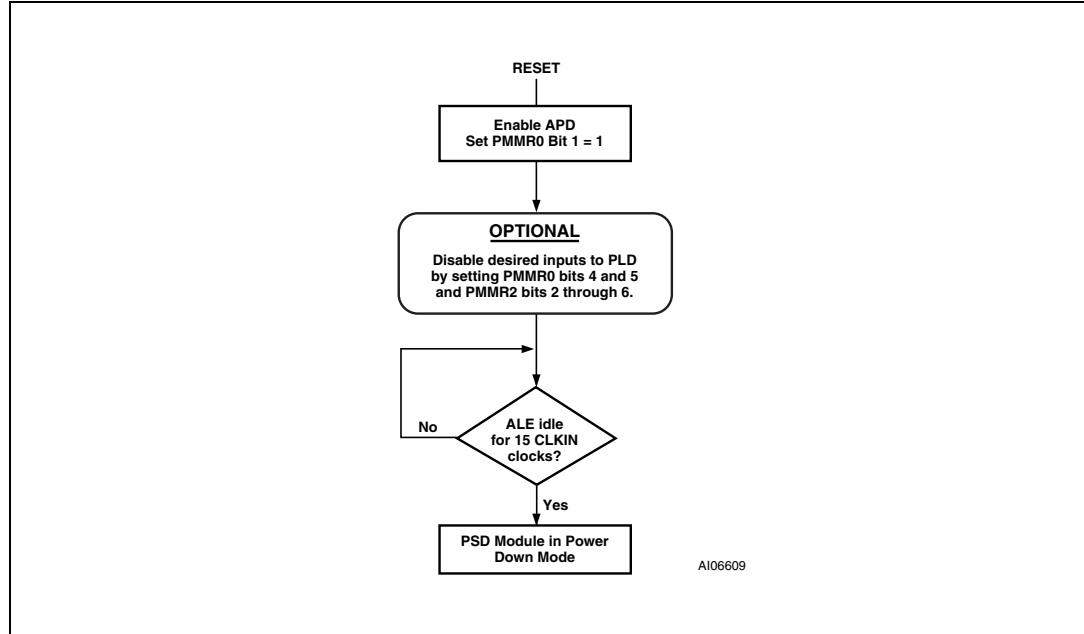 RESET
Enable APD
Set PMMR0 Bit 1 = 1
OPTIONAL
Disable desired inputs to PLD
by setting PMMR0 bits 4 and 5
and PMMR2 bits 2 through 6.
No
ALE idle
for 15 CLKIN
clocks?
Yes
PSD Module in Power
Down Mode
AI06609